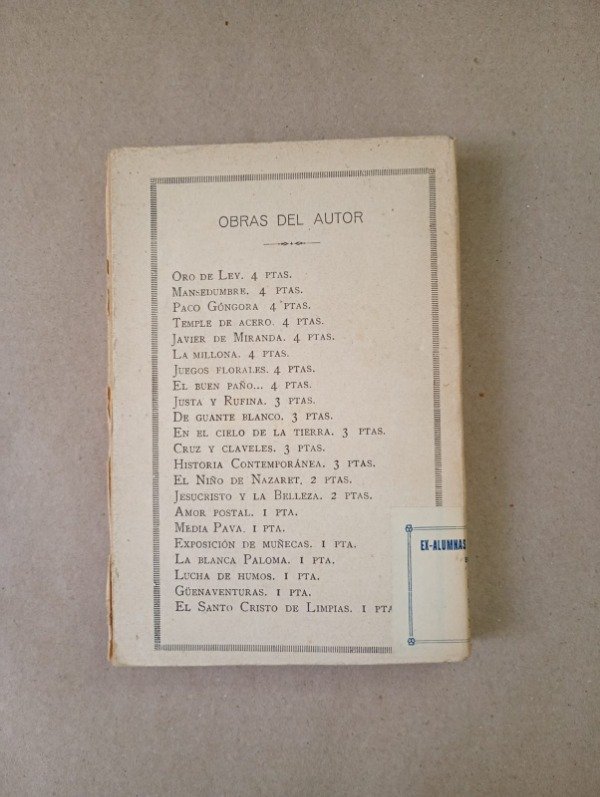 OBRAS DEL AUTOR
ORO DE LEY. 4 PTAS.
MANSEDUMBRE. 4 PTAS.
PACO GÓNGORA 4 PTAS.
TEMPLE DE ACERO. 4 PTAS.
JAVIER DE MIRANDA. 4 PTAS.
LA MILLONA. 4 PTAS.
JUEGOS FLORALES. 4 PTAS.
EL BUEN PAÑO... 4 PTAS.
JUSTA Y RUFINA. 3 PTAS.
DE GUANTE BLANCO. 3 PTAS.
EN EL CIELO DE LA TIERRA. 3 PTAS.
CRUZ Y CLAVELES. 3 PTAS.
HISTORIA CONTEMPORÁNEA. 3 PTAS.
EL NIÑO DE NAZARET. 2 PTAS.
JESUCRISTO Y LA BELLEZA. 2 PTAS.
AMOR POSTAL. 1 PTA.
MEDIA PAVA. 1 PTA.
EXPOSICIÓN DE MUÑECAS. 1 PTA.
LA BLANCA PALOMA. 1 PTA.
LUCHA DE HUMOS. 1 PTA.
GÜENAVENTURAS. 1 PTA.
EL SANTO CRISTO DE LIMPIAS. 1 PTA
EX-ALUMNAS